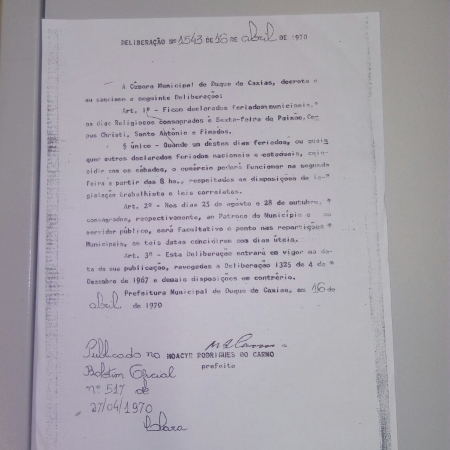 DELIBERAÇÃO Nº 1543 DE 16 DE abril DE 1970
A Câmara Municipal de Duque de Caxias, decreta e
eu sanciono a seguinte Deliberação:
Art. 1º - Ficam declarados feriados municipais,
os dias Religiosos consagrados à Sexta-feira da Paixão, Cor
pus Christi, Santo Antônio e Finados.
§ único - Quando um destes dias feriados, ou quais
quer outros declarados feriados nacionais e estaduais, coin-
cidir com os sábados, o comércio poderá funcionar na segunda
feira a partir das 8 hs., respeitadas as disposições da le-
gislação trabalhista e leis correlatas.
Art. 2º - Nos dias 25 de agosto e 28 de outubro,
consagrados, respectivamente, ao Patrono do Município e ao
servidor público, será facultativo o ponto nas repartições
Municipais, se tais datas coincidirem com dias úteis.
Art. 3º - Esta Deliberação entrará em vigor na da-
ta de sua publicação, revogadas a Deliberação 1325 de 4 de
Dezembro de 1967 e demais disposições em contrário.
Prefeitura Municipal de Duque de Caxias, em 16 de
abril de 1970
MOACYR RODRIGUES DO CARMO
prefeito
Publicado no
Boletim Oficial
nº 517 de
27/04/1970